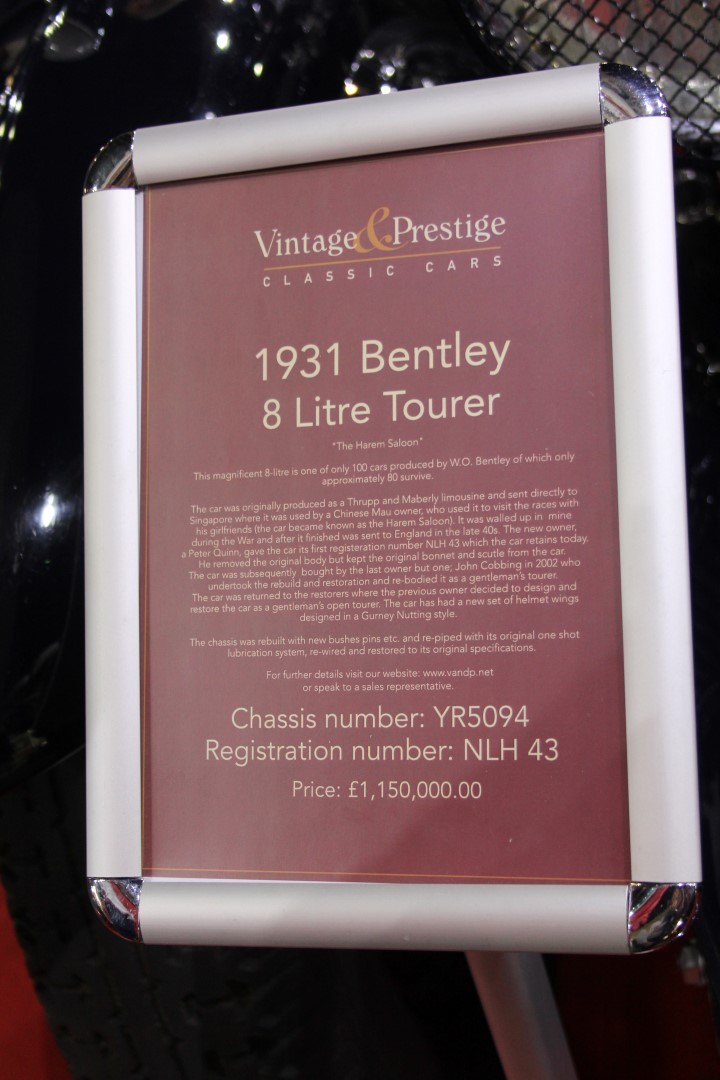 Vintage & Prestige
CLASSIC CARS
1931 Bentley
8 Litre Tourer
"The Harem Saloon"
This magnificent 8-litre is one of only 100 cars produced by W.O. Bentley of which only
approximately 80 survive.
The car was originally produced as a Thrupp and Maberly limousine and sent directly to
Singapore where it was used by a Chinese Mau owner, who used it to visit the races with
his girlfriends (the car became known as the Harem Saloon). It was walled up in mine
during the War and after it finished was sent to England in the late 40s. The new owner,
a Peter Quinn, gave the car its first registeration number NLH 43 which the car retains today.
He removed the original body but kept the original bonnet and scutle from the car.
The car was subsequently bought by the last owner but one; John Cobbing in 2002 who
undertook the rebuild and restoration and re-bodied it as a gentleman's tourer.
The car was returned to the restorers where the previous owner decided to design and
restore the car as a gentleman's open tourer. The car has had a new set of helmet wings
designed in a Gurney Nutting style.
The chassis was rebuilt with new bushes pins etc. and re-piped with its original one shot
lubrication system, re-wired and restored to its original specifications.
For further details visit our website: www.vandp.net
or speak to a sales representative.
Chassis number: YR5094
Registration number: NLH 43
Price: £1,150,000.00